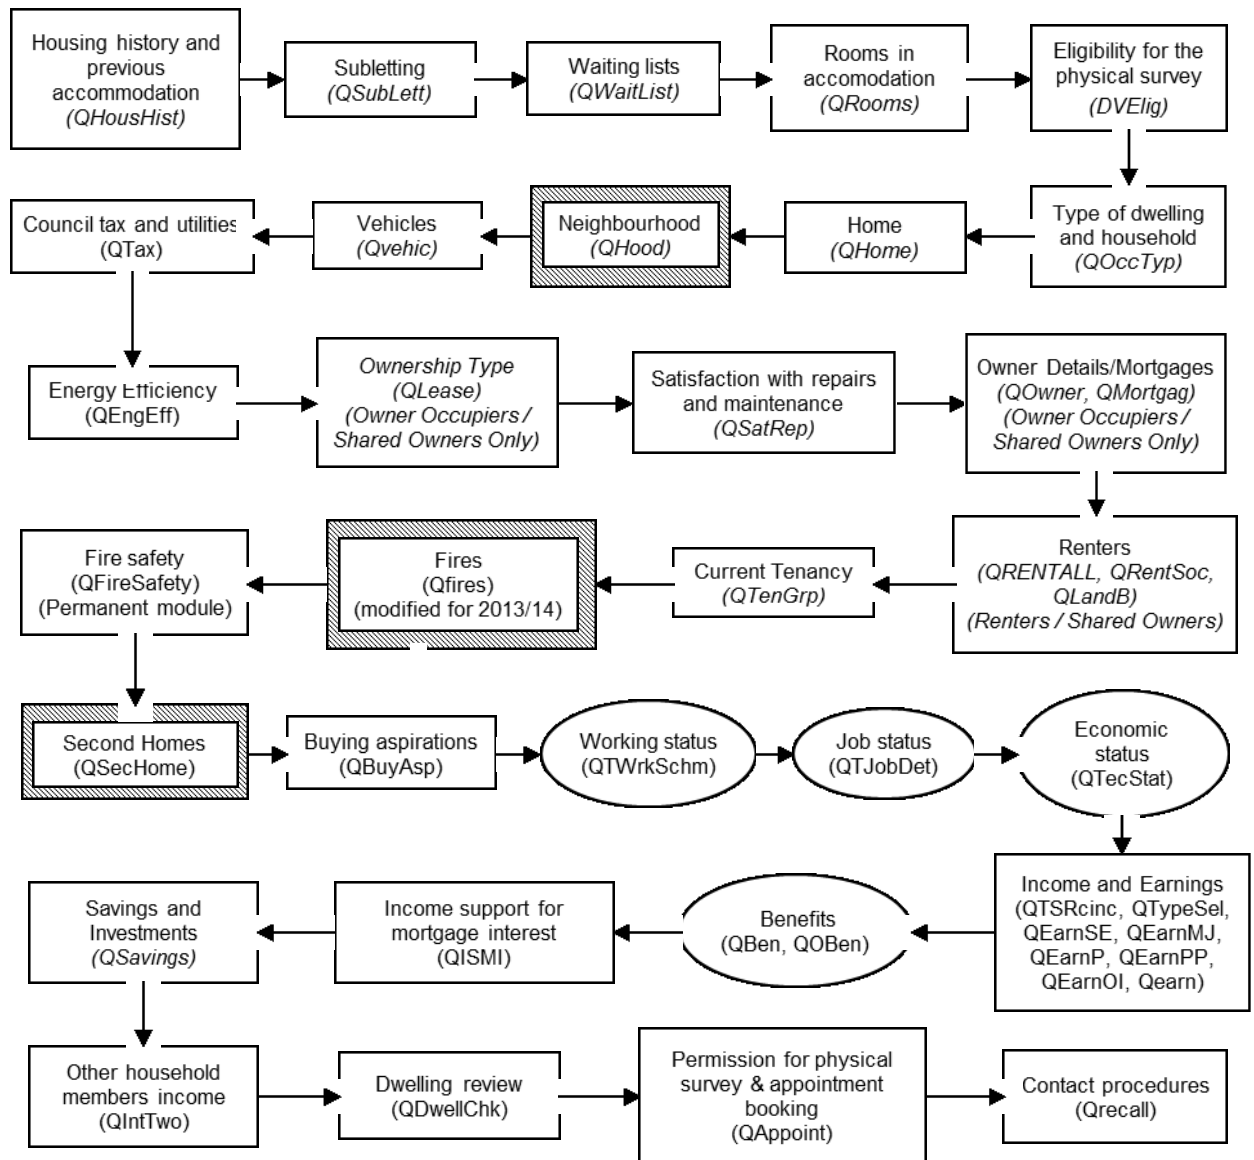 Housing history and
previous
accommodation
(QHousHist)
Subletting
(QSubLett)
Waiting lists
(QWaitList)
Rooms in
accomodation
(QRooms)
Eligibility for the
physical survey
(DVElig)
Type of dwelling
and household
(QOccTyp)
Home
(QHome)
Neighbourhood
(QHood)
Vehicles
(Qvehic)
Council tax and utilities
(QTax)
Energy Efficiency
(QEngEff)
Ownership Type
(QLease)
(Owner Occupiers /
Shared Owners Only)
Satisfaction with repairs
and maintenance
(QSatRep)
Owner Details/Mortgages
(QOwner, QMortgag)
(Owner Occupiers /
Shared Owners Only)
Renters
(QRENTALL, QRentSoc,
QLandB)
(Renters / Shared Owners)
Current Tenancy
(QTenGrp)
Fires
(Qfires)
(modified for 2013/14)
Fire safety
(QFireSafety)
(Permanent module)
Second Homes
(QSecHome)
Buying aspirations
(QBuyAsp)
Working status
(QTWrkSchm)
Job status
(QTJobDet)
Economic
status
(QTecStat)
Income and Earnings
(QTSRcinc, QTypeSel,
QEarnSE, QEarnMJ,
QEarnP, QEarnPP,
QEarnOI, Qearn)
Benefits
(QBen, QOBen)
Income support for
mortgage interest
(QISMI)
Savings and
Investments
(QSavings)
Other household
members income
(QIntTwo)
Dwelling review
(QDwellChk)
Permission for physical
survey & appointment
booking
(QAppoint)
Contact procedures
(Qrecall)